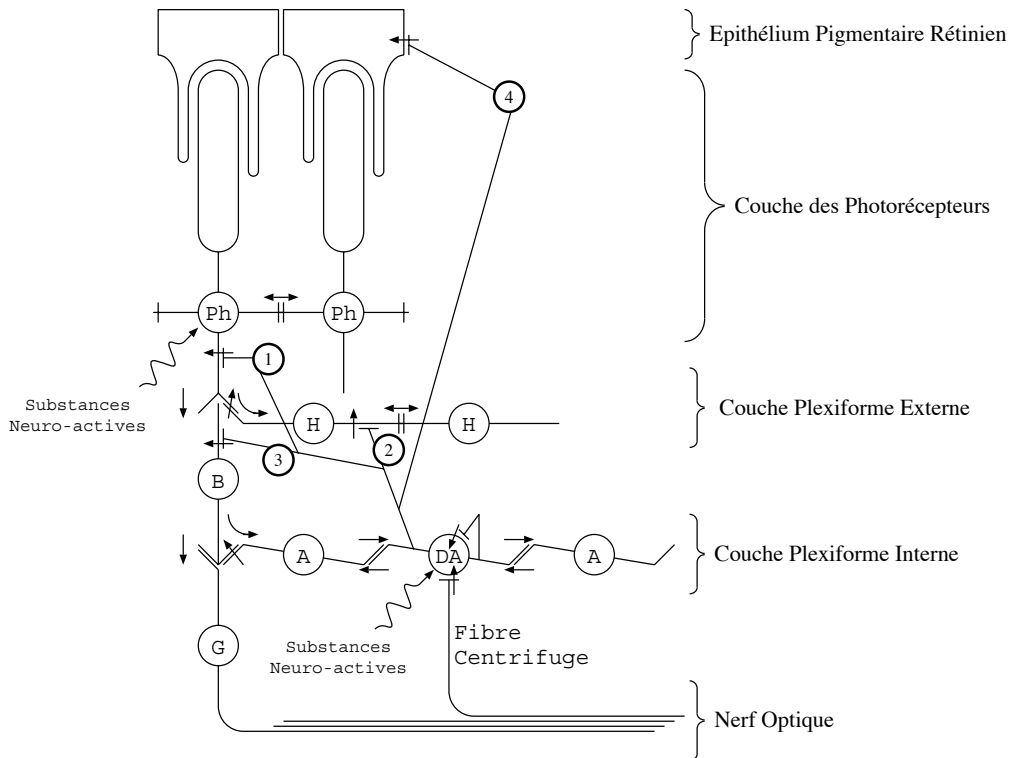 Epithélium Pigmentaire Rétinien
4
Couche des Photorécepteurs
Ph
Ph
1
Substances
Neuro-actives
H
H
Couche Plexiforme Externe
2
3
B
A
DA
A
Couche Plexiforme Interne
G
Substances
Neuro-actives
Fibre
Centrifuge
Nerf Optique